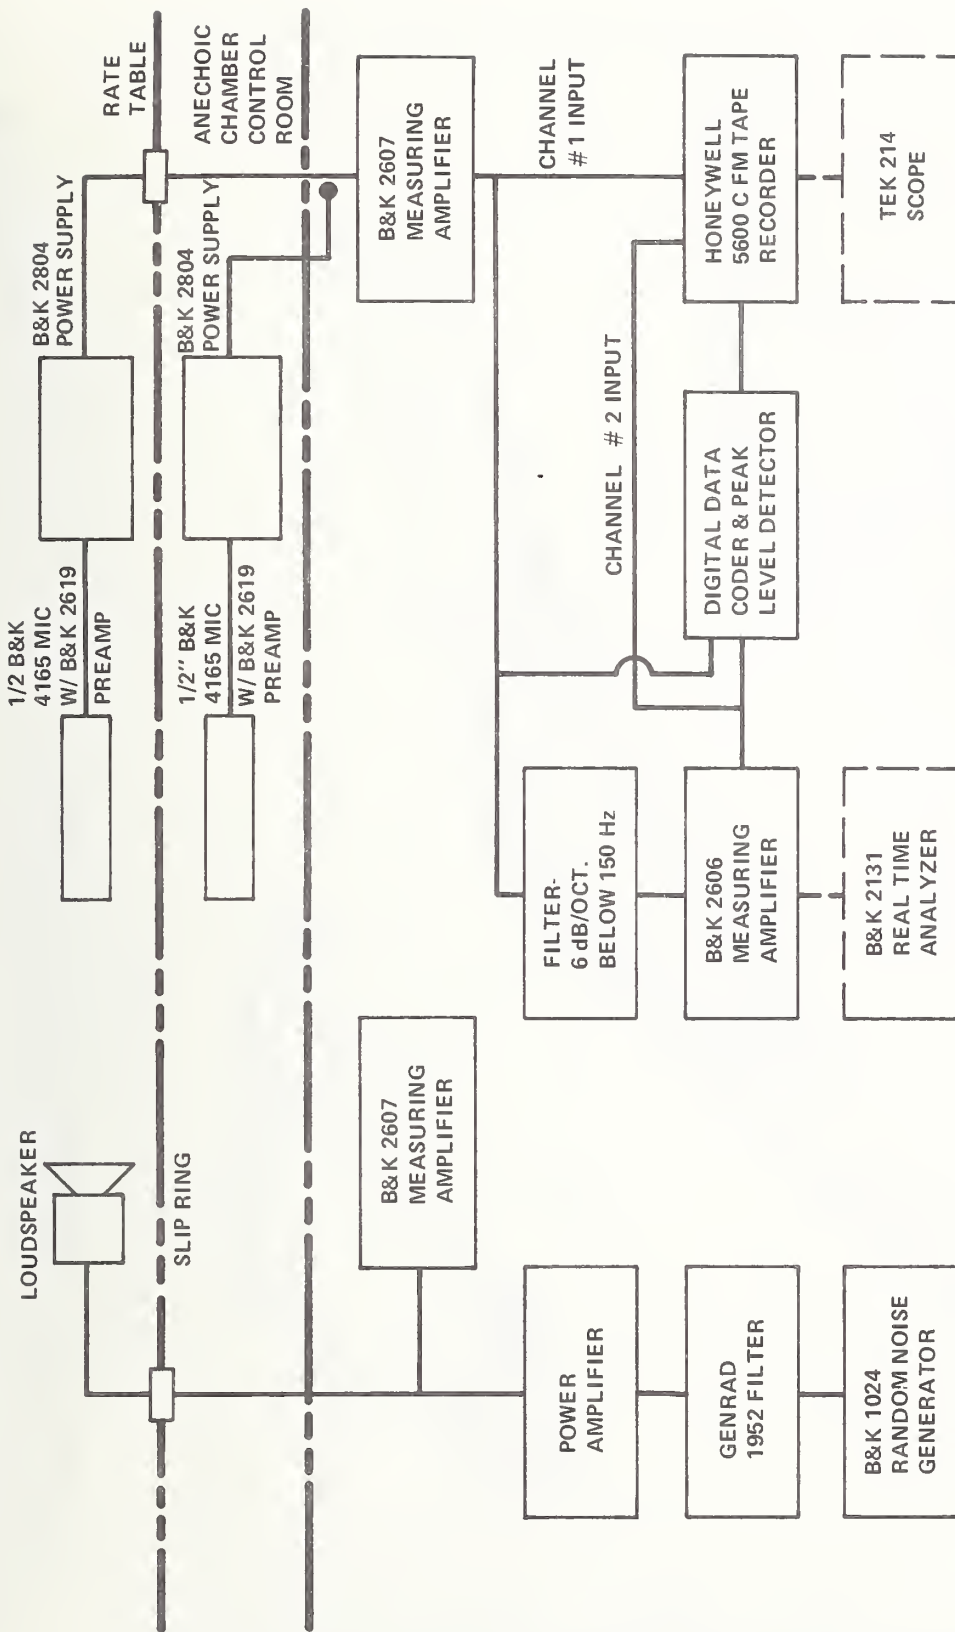 LOUDSPEAKER
SLIP RING
1/2 B&K
4165 MIC
W/ B&K 2619
PREAMP
B&K 2804
POWER SUPPLY
RATE
TABLE
1/2" B&K
4165 MIC
W/ B&K 2619
PREAMP
B&K 2804
POWER SUPPLY
ANECHOIC
CHAMBER
CONTROL
ROOM
B&K 2607
MEASURING
AMPLIFIER
B&K 2607
MEASURING
AMPLIFIER
POWER
AMPLIFIER
FILTER-
6 dB/OCT.
BELOW 150 Hz
CHANNEL # 2 INPUT
CHANNEL
# 1 INPUT
GENRAD
1952 FILTER
B&K 2606
MEASURING
AMPLIFIER
DIGITAL DATA
CODER & PEAK
LEVEL DETECTOR
HONEYWELL
5600 C FM TAPE
RECORDER
B&K 1024
RANDOM NOISE
GENERATOR
B&K 2131
REAL TIME
ANALYZER
TEK 214
SCOPE